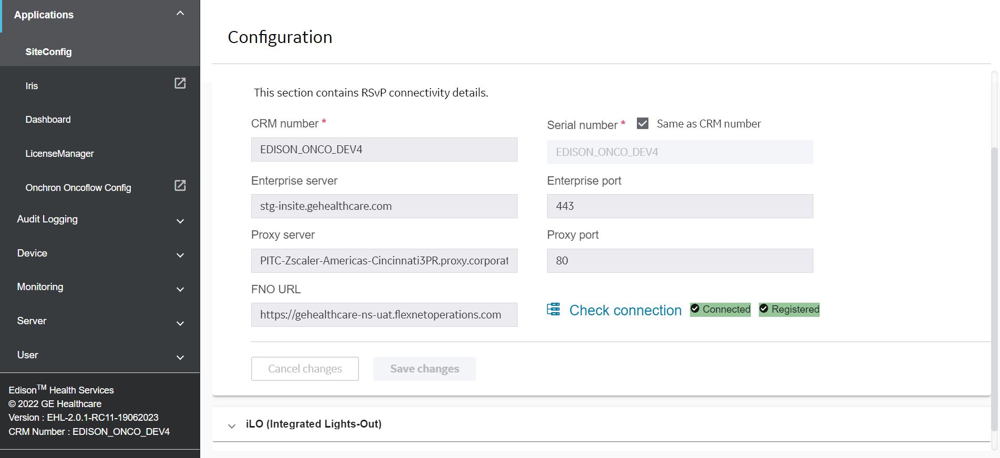 Applications
SiteConfig
Iris
Dashboard
LicenseManager
Onchron Oncoflow Config
Audit Logging
Device
Monitoring
Server
User
Edison™ Health Services
© 2022 GE Healthcare
Version : EHL-2.0.1-RC11-19062023
CRM Number : EDISON_ONCO_DEV4
Configuration
This section contains RSvP connectivity details.
CRM number *
EDISON_ONCO_DEV4
Serial number * Same as CRM number
EDISON_ONCO_DEV4
Enterprise server
stg-insite.gehealthcare.com
Enterprise port
443
Proxy server
PITC-Zscaler-Americas-Cincinnati3PR.proxy.corporat
Proxy port
80
FNO URL
https://gehealthcare-ns-uat.flexnetoperations.com
Check connection Connected Registered
Cancel changes Save changes
iLO (Integrated Lights-Out)